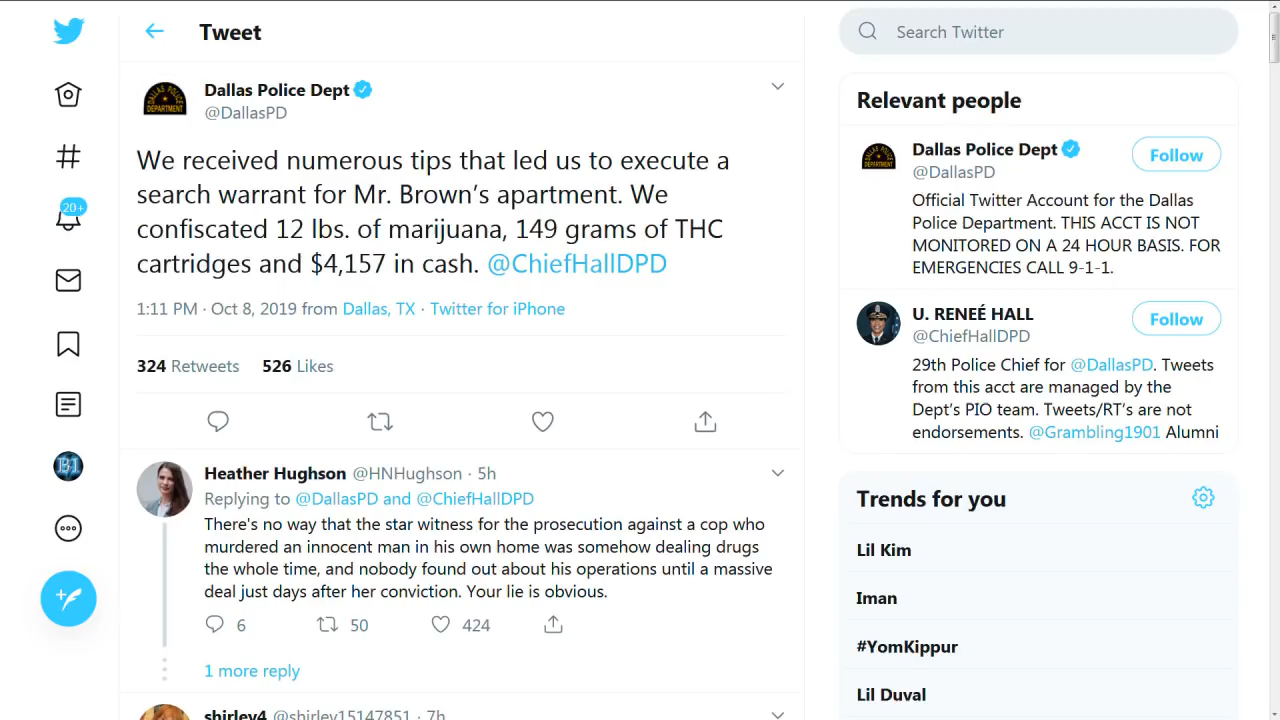 Tweet
Dallas Police Dept
@DallasPD
We received numerous tips that led us to execute a
search warrant for Mr. Brown’s apartment. We
confiscated 12 lbs. of marijuana, 149 grams of THC
cartridges and $4,157 in cash. @ChiefHallDPD
1:11 PM · Oct 8, 2019 from Dallas, TX · Twitter for iPhone
324 Retweets 526 Likes
Heather Hughson @HNHughson · 5h
Replying to @DallasPD and @ChiefHallDPD
There's no way that the star witness for the prosecution against a cop who
murdered an innocent man in his own home was somehow dealing drugs
the whole time, and nobody found out about his operations until a massive
deal just days after her conviction. Your lie is obvious.
6 50 424
1 more reply
shirley4 @shirley15147851 · 7h
20+
Search Twitter
Relevant people
Dallas Police Dept
@DallasPD
Follow
Official Twitter Account for the Dallas
Police Department. THIS ACCT IS NOT
MONITORED ON A 24 HOUR BASIS. FOR
EMERGENCIES CALL 9-1-1.
U. RENEÉ HALL
@ChiefHallDPD
Follow
29th Police Chief for @DallasPD. Tweets
from this acct are managed by the
Dept’s PIO team. Tweets/RT’s are not
endorsements. @Grambling1901 Alumni
Trends for you
Lil Kim
Iman
#YomKippur
Lil Duval